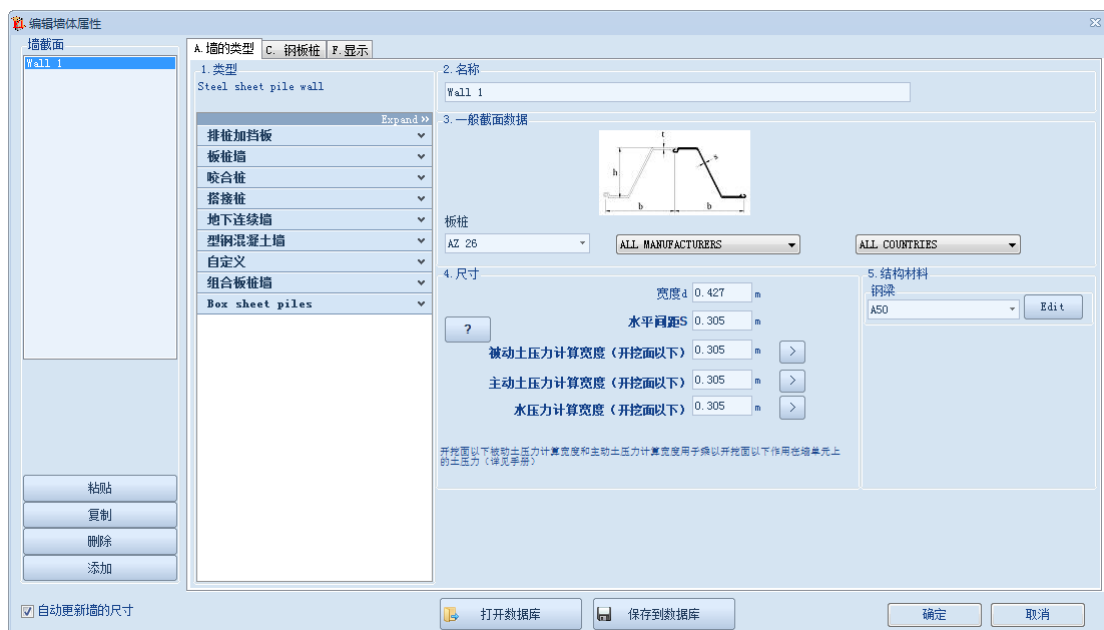 编辑墙体属性
墙截面
Wall 1
粘贴
复制
删除
添加
自动更新墙的尺寸
A.墙的类型
C. 钢板桩
F.显示
1.类型
Steel sheet pile wall
Expand »
排桩加挡板
板桩墙
咬合桩
搭接桩
地下连续墙
型钢混凝土墙
自定义
组合板桩墙
Box sheet piles
2.名称
Wall 1
3.一般截面数据
t
h
s
b
b
板桩
AZ 26
ALL MANUFACTURERS
ALL COUNTRIES
4.尺寸
宽度d 0.427 m
水平间距S 0.305 m
?
被动土压力计算宽度（开挖面以下） 0.305 m >
主动土压力计算宽度（开挖面以下） 0.305 m >
水压力计算宽度（开挖面以下） 0.305 m >
开挖面以下被动土压力计算宽度和主动土压力计算宽度用于乘以开挖面以下作用在墙单元上
的土压力（详见手册）
5.结构材料
钢梁
A50
Edit
打开数据库
保存到数据库
确定
取消